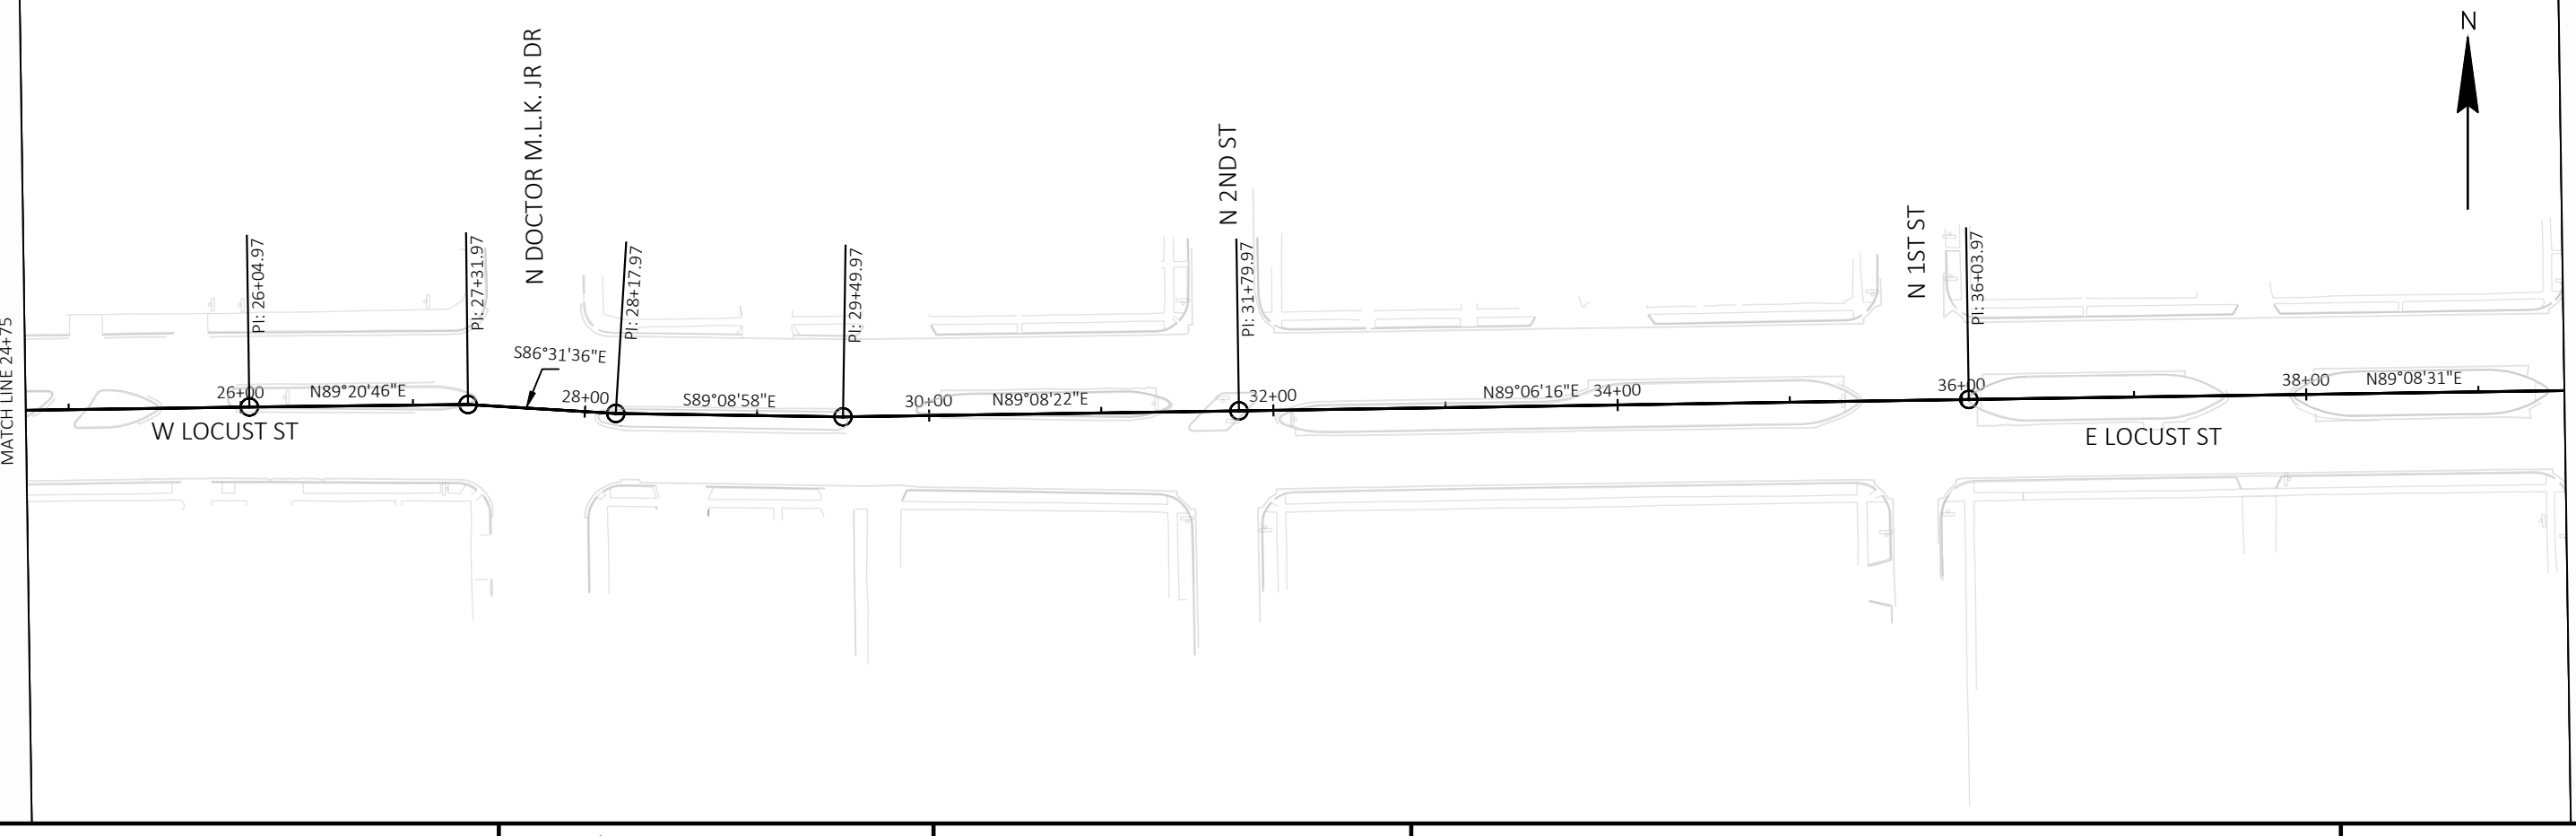 N
N DOCTOR M.L.K. JR DR
N 2ND ST
N 1ST ST
PI: 26+04.97
PI: 27+31.97
PI: 28+17.97
PI: 29+49.97
PI: 31+79.97
PI: 36+03.97
MATCH LINE 24+75
S86°31'36"E
26+00
N89°20'46"E
28+00
S89°08'58"E
30+00
N89°08'22"E
32+00
N89°06'16"E
34+00
36+00
38+00
N89°08'31"E
W LOCUST ST
E LOCUST ST